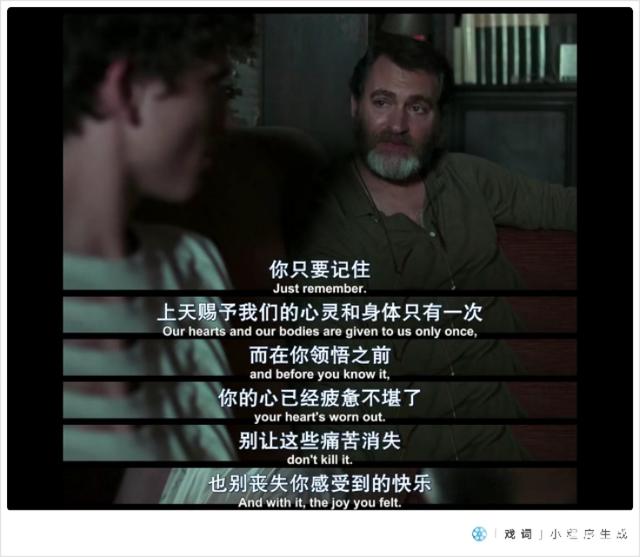 你只要记住
Just remember.
上天赐予我们的心灵和身体只有一次
Our hearts and our bodies are given to us only once,
而在你领悟之前
and before you know it,
你的心已经疲惫不堪了
your heart's worn out.
别让这些痛苦消失
don't kill it.
也别丧失你感受到的快乐
And with it, the joy you felt.
「戏词」小程序生成